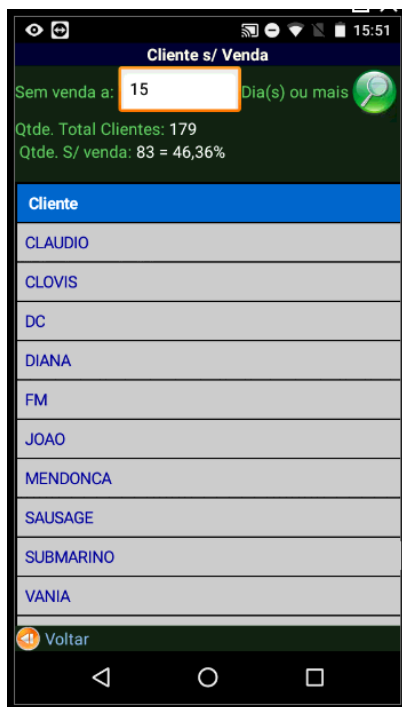 15:51
Cliente s/ Venda
Sem venda a: 15 Dia(s) ou mais
Qtde. Total Clientes: 179
Qtde. S/ venda: 83 = 46,36%
Cliente
CLAUDIO
CLOVIS
DC
DIANA
FM
JOAO
MENDONCA
SAUSAGE
SUBMARINO
VANIA
Voltar